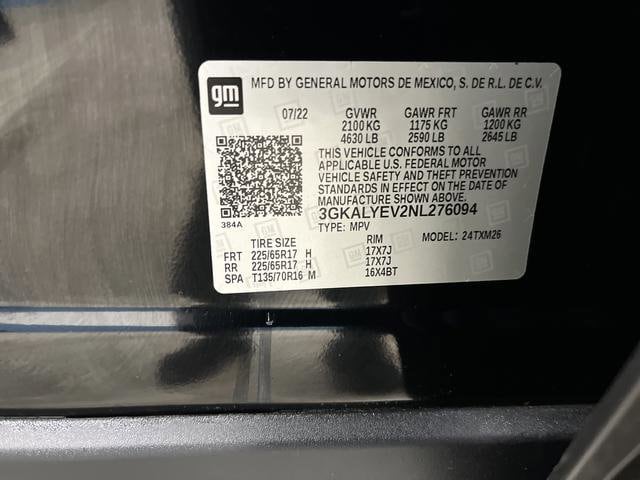 gm
MFD BY GENERAL MOTORS DE MEXICO, S. DE R.L. DE C.V.
07/22 GVWR GAWR FRT GAWR RR
2100 KG 1175 KG 1200 KG
4630 LB 2590 LB 2645 LB
THIS VEHICLE CONFORMS TO ALL
APPLICABLE U.S. FEDERAL MOTOR
VEHICLE SAFETY AND THEFT PREVENTION
STANDARDS IN EFFECT ON THE DATE OF
MANUFACTURE SHOWN ABOVE.
3GKALYEV2NL276094
384A
TYPE: MPV MODEL: 24TXM26
TIRE SIZE RIM
FRT 225/65R17 H 17X7J
RR 225/65R17 H 17X7J
SPA T135/70R16 M 16X4BT